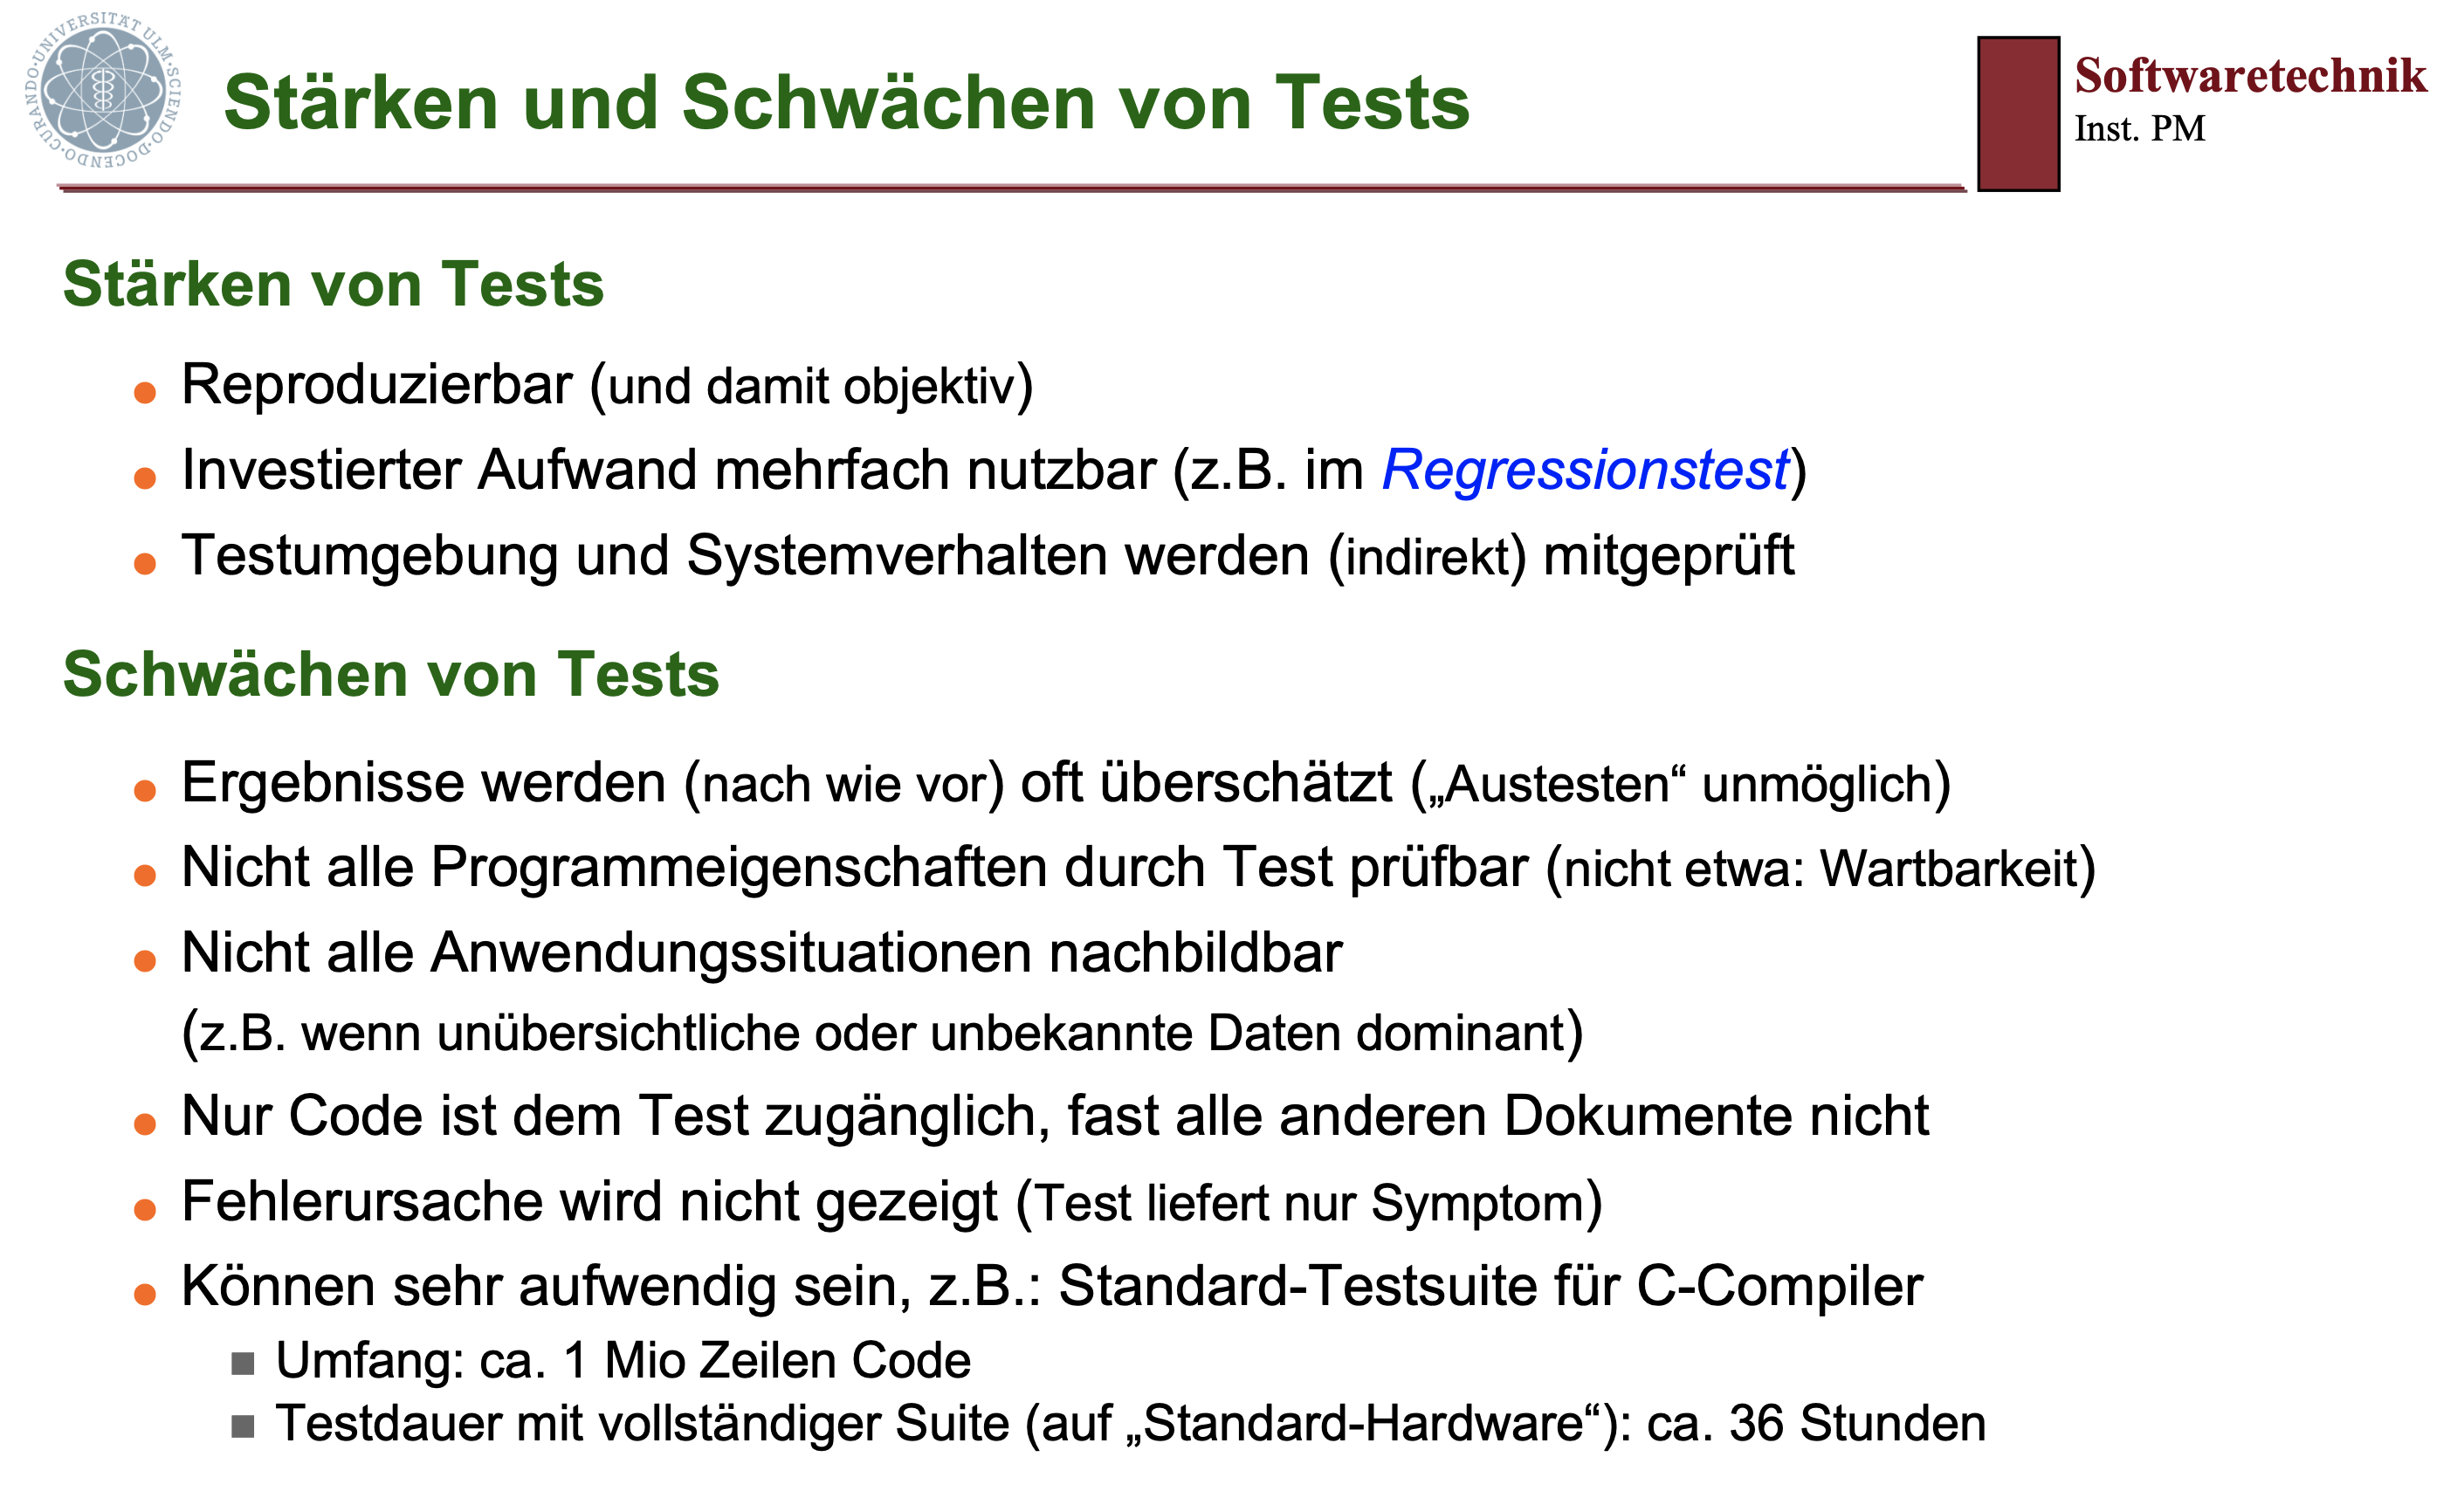 UNIVERSITÄT ULM · SCIENDO · DOCENDO · CURANDO ·
Stärken und Schwächen von Tests
Softwaretechnik
Inst. PM
Stärken von Tests
Reproduzierbar (und damit objektiv)
Investierter Aufwand mehrfach nutzbar (z.B. im Regressionstest)
Testumgebung und Systemverhalten werden (indirekt) mitgeprüft
Schwächen von Tests
Ergebnisse werden (nach wie vor) oft überschätzt („Austesten“ unmöglich)
Nicht alle Programmeigenschaften durch Test prüfbar (nicht etwa: Wartbarkeit)
Nicht alle Anwendungssituationen nachbildbar
(z.B. wenn unübersichtliche oder unbekannte Daten dominant)
Nur Code ist dem Test zugänglich, fast alle anderen Dokumente nicht
Fehlerursache wird nicht gezeigt (Test liefert nur Symptom)
Können sehr aufwendig sein, z.B.: Standard-Testsuite für C-Compiler
Umfang: ca. 1 Mio Zeilen Code
Testdauer mit vollständiger Suite (auf „Standard-Hardware“): ca. 36 Stunden